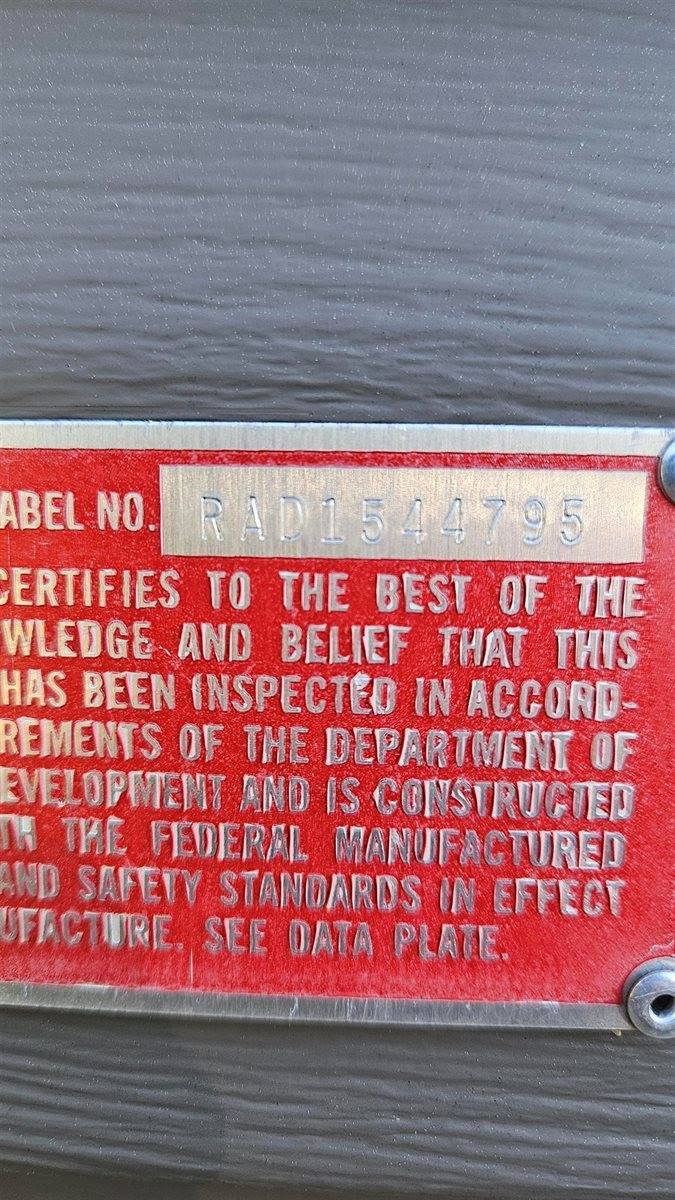 ABEL NO. RAD1544795
CERTIFIES TO THE BEST OF THE
WLEDGE AND BELIEF THAT THIS
HAS BEEN INSPECTED IN ACCORD-
REMENTS OF THE DEPARTMENT OF
EVELOPMENT AND IS CONSTRUCTED
TH THE FEDERAL MANUFACTURED
AND SAFETY STANDARDS IN EFFECT
UFACTURE. SEE DATA PLATE.